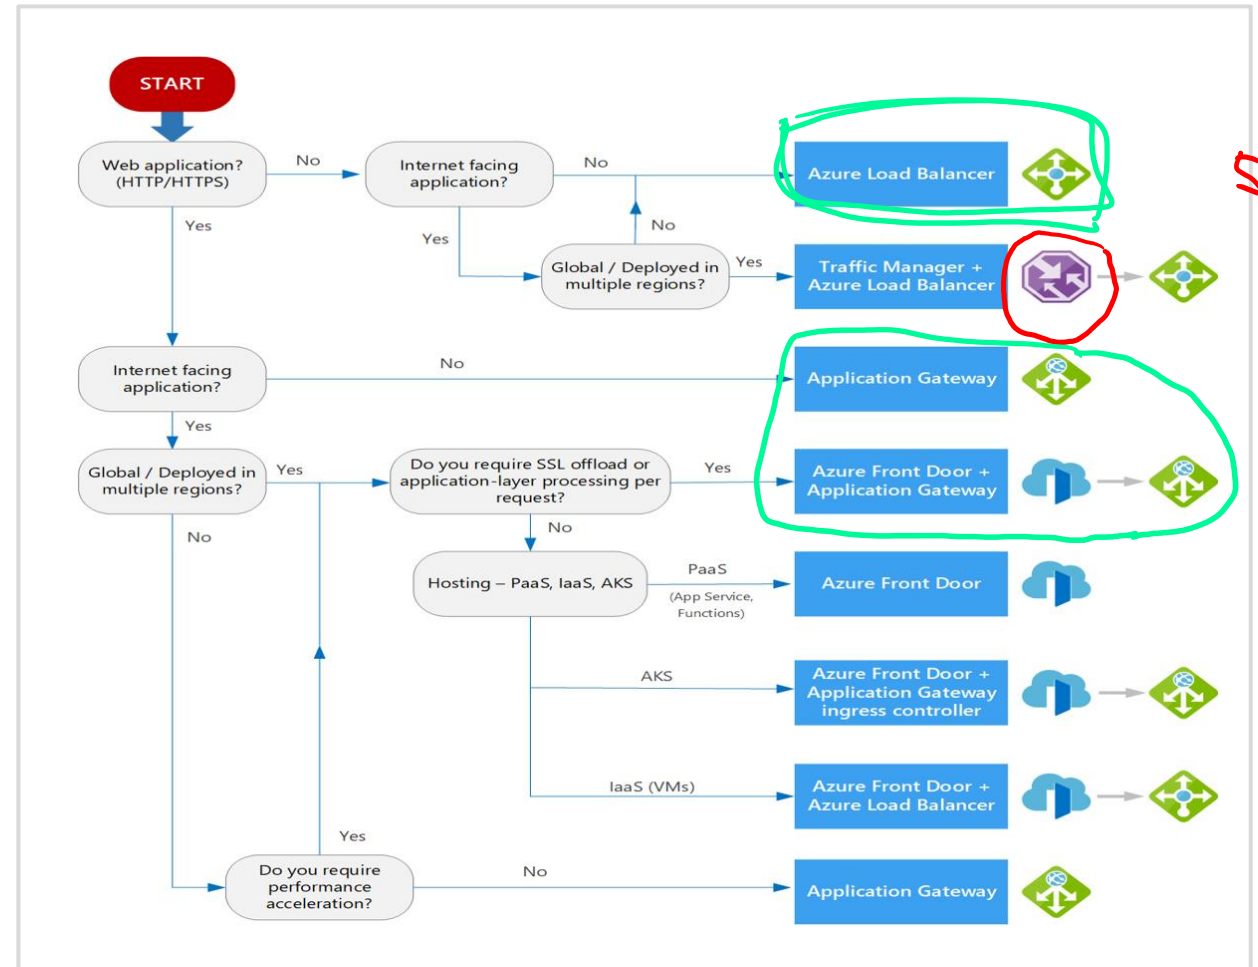 START
Web application?
(HTTP/HTTPS)
No
Internet facing
application?
No
Azure Load Balancer
Yes
Yes
No
Global / Deployed in
multiple regions?
Yes
Traffic Manager +
Azure Load Balancer
Internet facing
application?
No
Application Gateway
Yes
Global / Deployed in
multiple regions?
Yes
Do you require SSL offload or
application-layer processing per
request?
Yes
Azure Front Door +
Application Gateway
No
No
Hosting – PaaS, IaaS, AKS
PaaS
(App Service,
Functions)
Azure Front Door
AKS
Azure Front Door +
Application Gateway
ingress controller
IaaS (VMs)
Azure Front Door +
Azure Load Balancer
Yes
Do you require
performance
acceleration?
No
Application Gateway